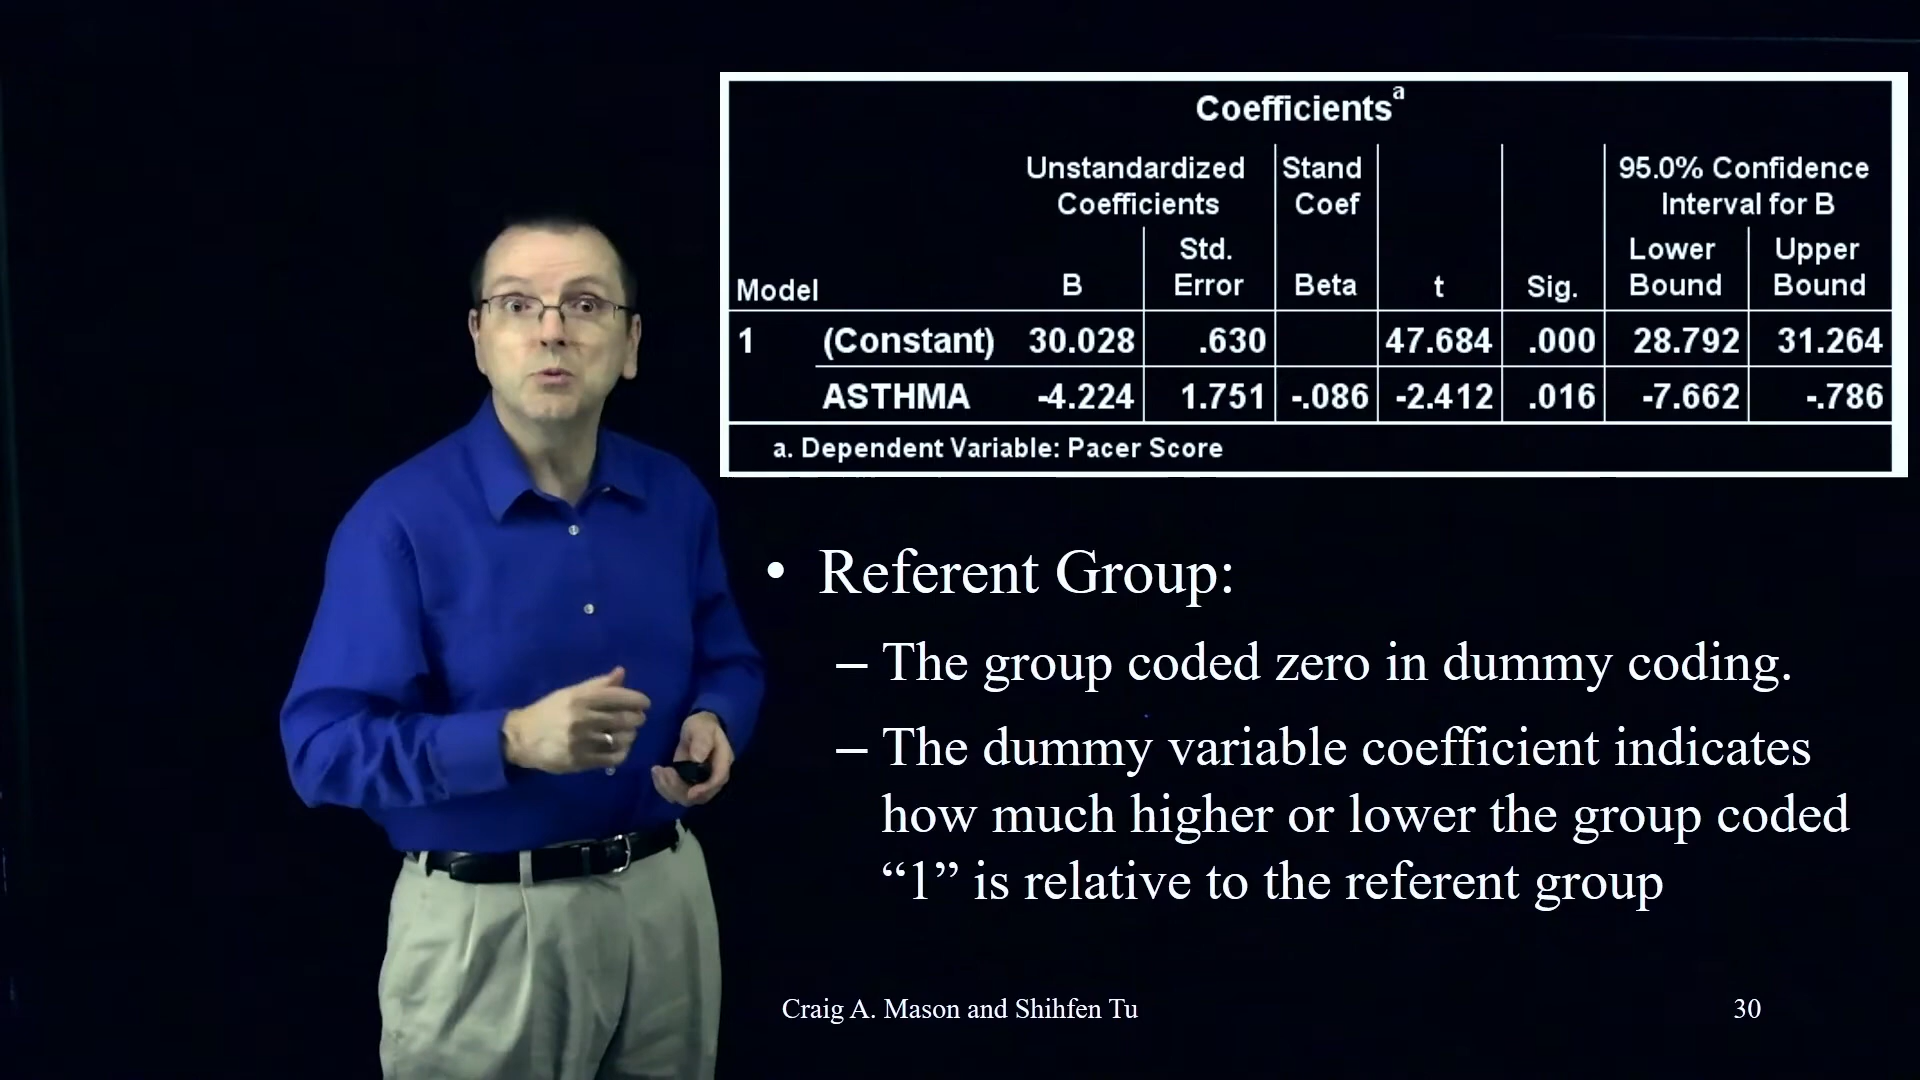 Coefficientsa
Unstandardized Coefficients
Stand Coef
95.0% Confidence Interval for B
Model
B
Std. Error
Beta
t
Sig.
Lower Bound
Upper Bound
1 (Constant) 30.028 .630 47.684 .000 28.792 31.264
ASTHMA -4.224 1.751 -.086 -2.412 .016 -7.662 -.786
a. Dependent Variable: Pacer Score
• Referent Group:
– The group coded zero in dummy coding.
– The dummy variable coefficient indicates
how much higher or lower the group coded
“1” is relative to the referent group
Craig A. Mason and Shihfen Tu
30